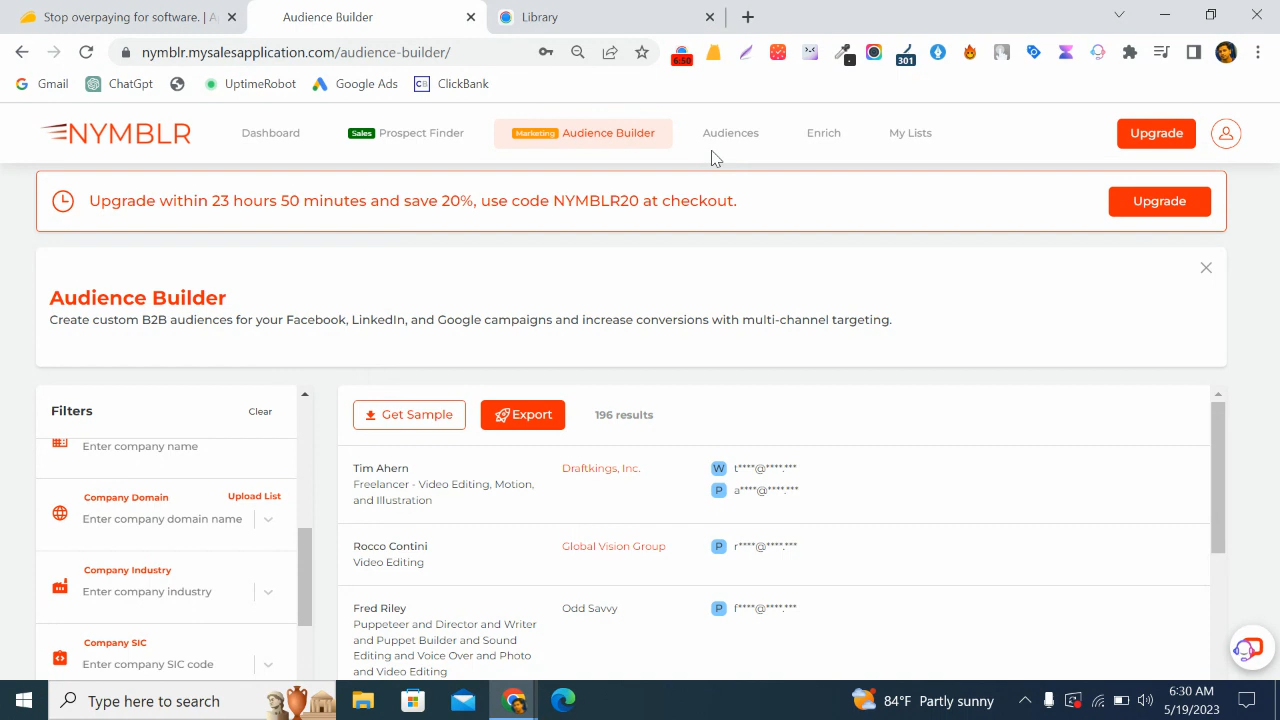 Stop overpaying for software. | A
Audience Builder
Library
nymblr.mysalesapplication.com/audience-builder/
6:50
301
Gmail
ChatGpt
UptimeRobot
Google Ads
ClickBank
NYMBLR
Dashboard
Sales Prospect Finder
Marketing Audience Builder
Audiences
Enrich
My Lists
Upgrade
Upgrade within 23 hours 50 minutes and save 20%, use code NYMBLR20 at checkout.
Upgrade
Audience Builder
Create custom B2B audiences for your Facebook, LinkedIn, and Google campaigns and increase conversions with multi-channel targeting.
Filters
Clear
Enter company name
Company Domain
Upload List
Enter company domain name
Company Industry
Enter company industry
Company SIC
Enter company SIC code
Get Sample
Export
196 results
Tim Ahern
Freelancer - Video Editing, Motion,
and Illustration
Draftkings, Inc.
W t****@****.***
P a****@****.***
Rocco Contini
Video Editing
Global Vision Group
P r****@****.***
Fred Riley
Puppeteer and Director and Writer
and Puppet Builder and Sound
Editing and Voice Over and Photo
and Video Editing
Odd Savvy
P f****@****.***
Type here to search
84°F Partly sunny
6:30 AM
5/19/2023